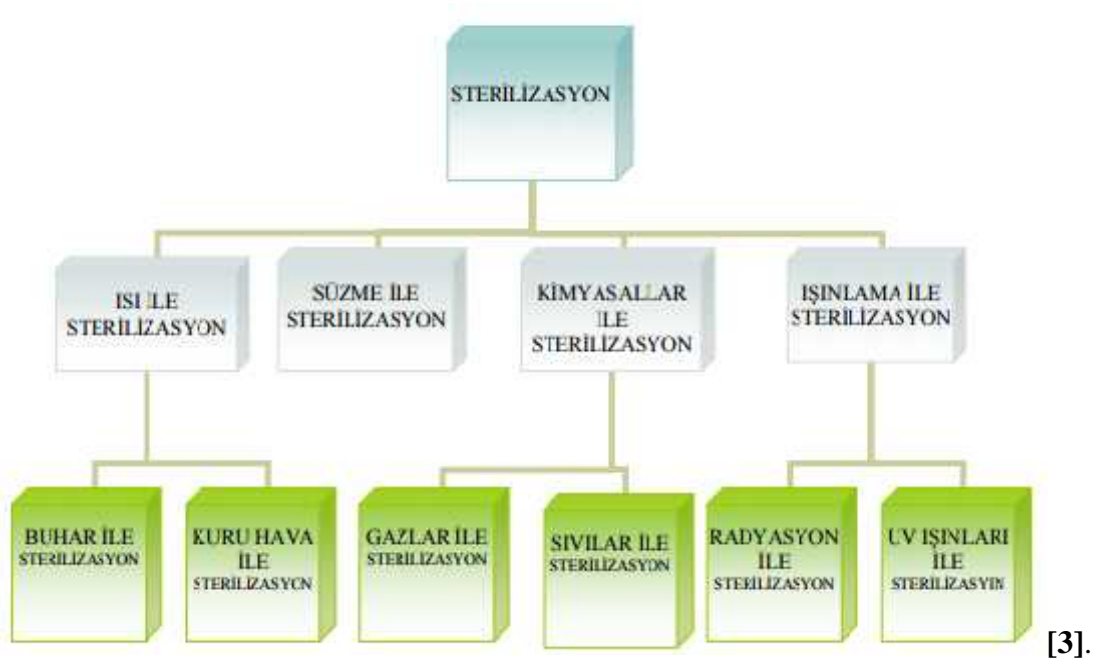 STERİLİZASYON
ISI İLE
STERİLİZASYON
SÜZME İLE
STERİLİZASYON
KİMYASALLAR
İLE
STERİLİZASYON
IŞINLAMA İLE
STERİLİZASYON
BUHAR İLE
STERİLİZASYON
KURU HAVA
İLE
STERİLİZASYON
GAZLAR İLE
STERİLİZASYON
SIVILAR İLE
STERİLİZASYON
RADYASYON
İLE
STERİLİZASYON
UV IŞINLARI
İLE
STERİLİZASYIN
[3].